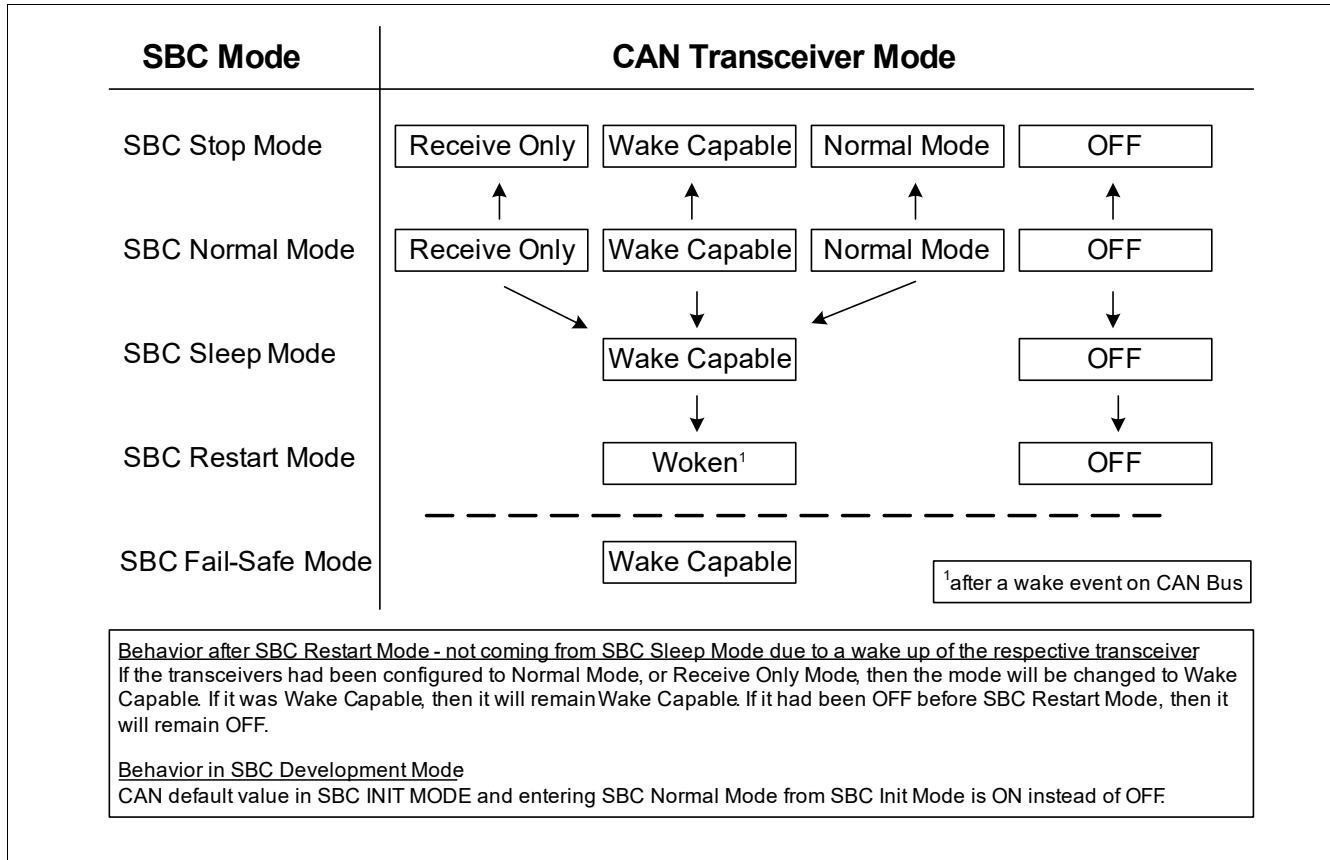 SBC Mode CAN Transceiver Mode
SBC Stop Mode Receive Only Wake Capable Normal Mode OFF
SBC Normal Mode Receive Only Wake Capable Normal Mode OFF
SBC Sleep Mode Wake Capable OFF
SBC Restart Mode Woken¹ OFF
SBC Fail-Safe Mode Wake Capable
¹after a wake event on CAN Bus
Behavior after SBC Restart Mode - not coming from SBC Sleep Mode due to a wake up of the respective transceiver
If the transceivers had been configured to Normal Mode, or Receive Only Mode, then the mode will be changed to Wake
Capable. If it was Wake Capable, then it will remain Wake Capable. If it had been OFF before SBC Restart Mode, then it
will remain OFF.
Behavior in SBC Development Mode
CAN default value in SBC INIT MODE and entering SBC Normal Mode from SBC Init Mode is ON instead of OFF.